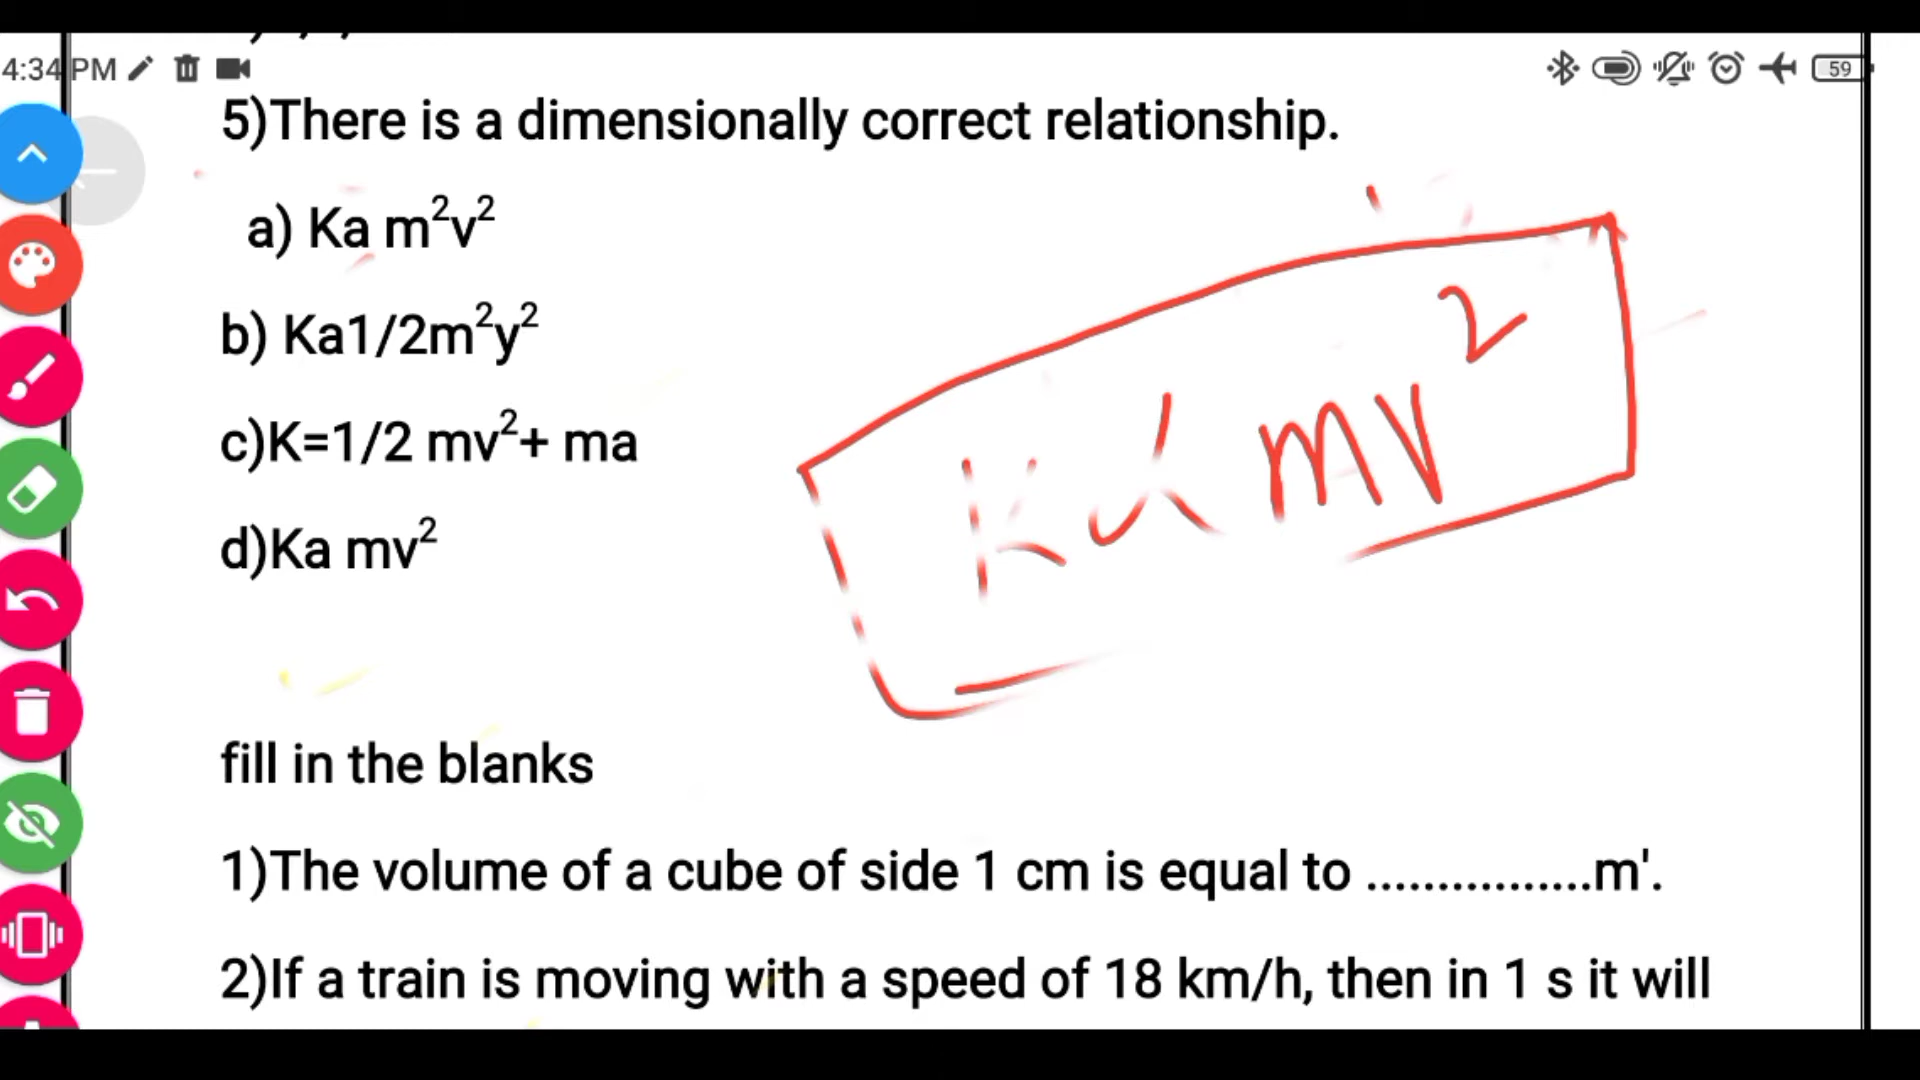 4:34 PM 59
5)There is a dimensionally correct relationship.
a) Ka m²v²
b) Ka1/2m²y²
c)K=1/2 mv²+ ma
d)Ka mv²
K α mv²
fill in the blanks
1)The volume of a cube of side 1 cm is equal to ................m'.
2)If a train is moving with a speed of 18 km/h, then in 1 s it will